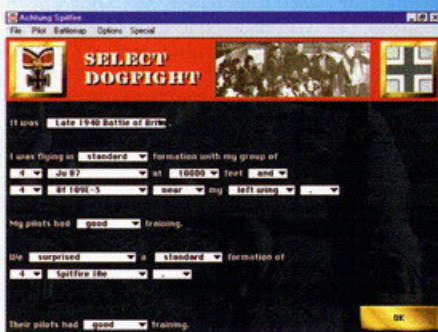 Achtung Spitfire
File Pilot Battlemap Options Special
SELECT
DOGFIGHT
It was Late 1940 Battle of Brit .
I was flying in standard formation with my group of
4 Ju 87 at 10000 feet and
4 Bf 109E-3 near my left wing .
My pilots had good training.
We surprised a standard formation of
4 Spitfire IIa .
Their pilots had good training.
OK